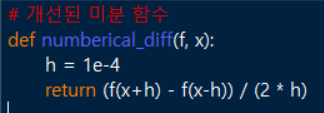 # 개선된 미분 함수
def numberical_diff(f, x):
    h = 1e-4
    return (f(x+h) - f(x-h)) / (2 * h)